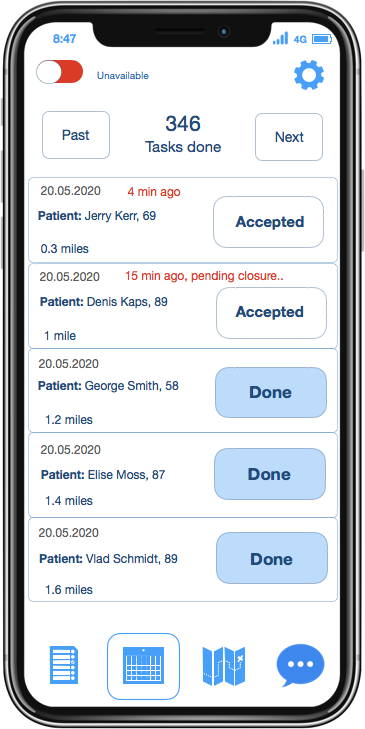 8:47
4G
Unavailable
Past
346
Tasks done
Next
20.05.2020
4 min ago
Patient: Jerry Kerr, 69
Accepted
0.3 miles
20.05.2020
15 min ago, pending closure..
Patient: Denis Kaps, 89
Accepted
1 mile
20.05.2020
Patient: George Smith, 58
Done
1.2 miles
20.05.2020
Patient: Elise Moss, 87
Done
1.4 miles
20.05.2020
Patient: Vlad Schmidt, 89
Done
1.6 miles